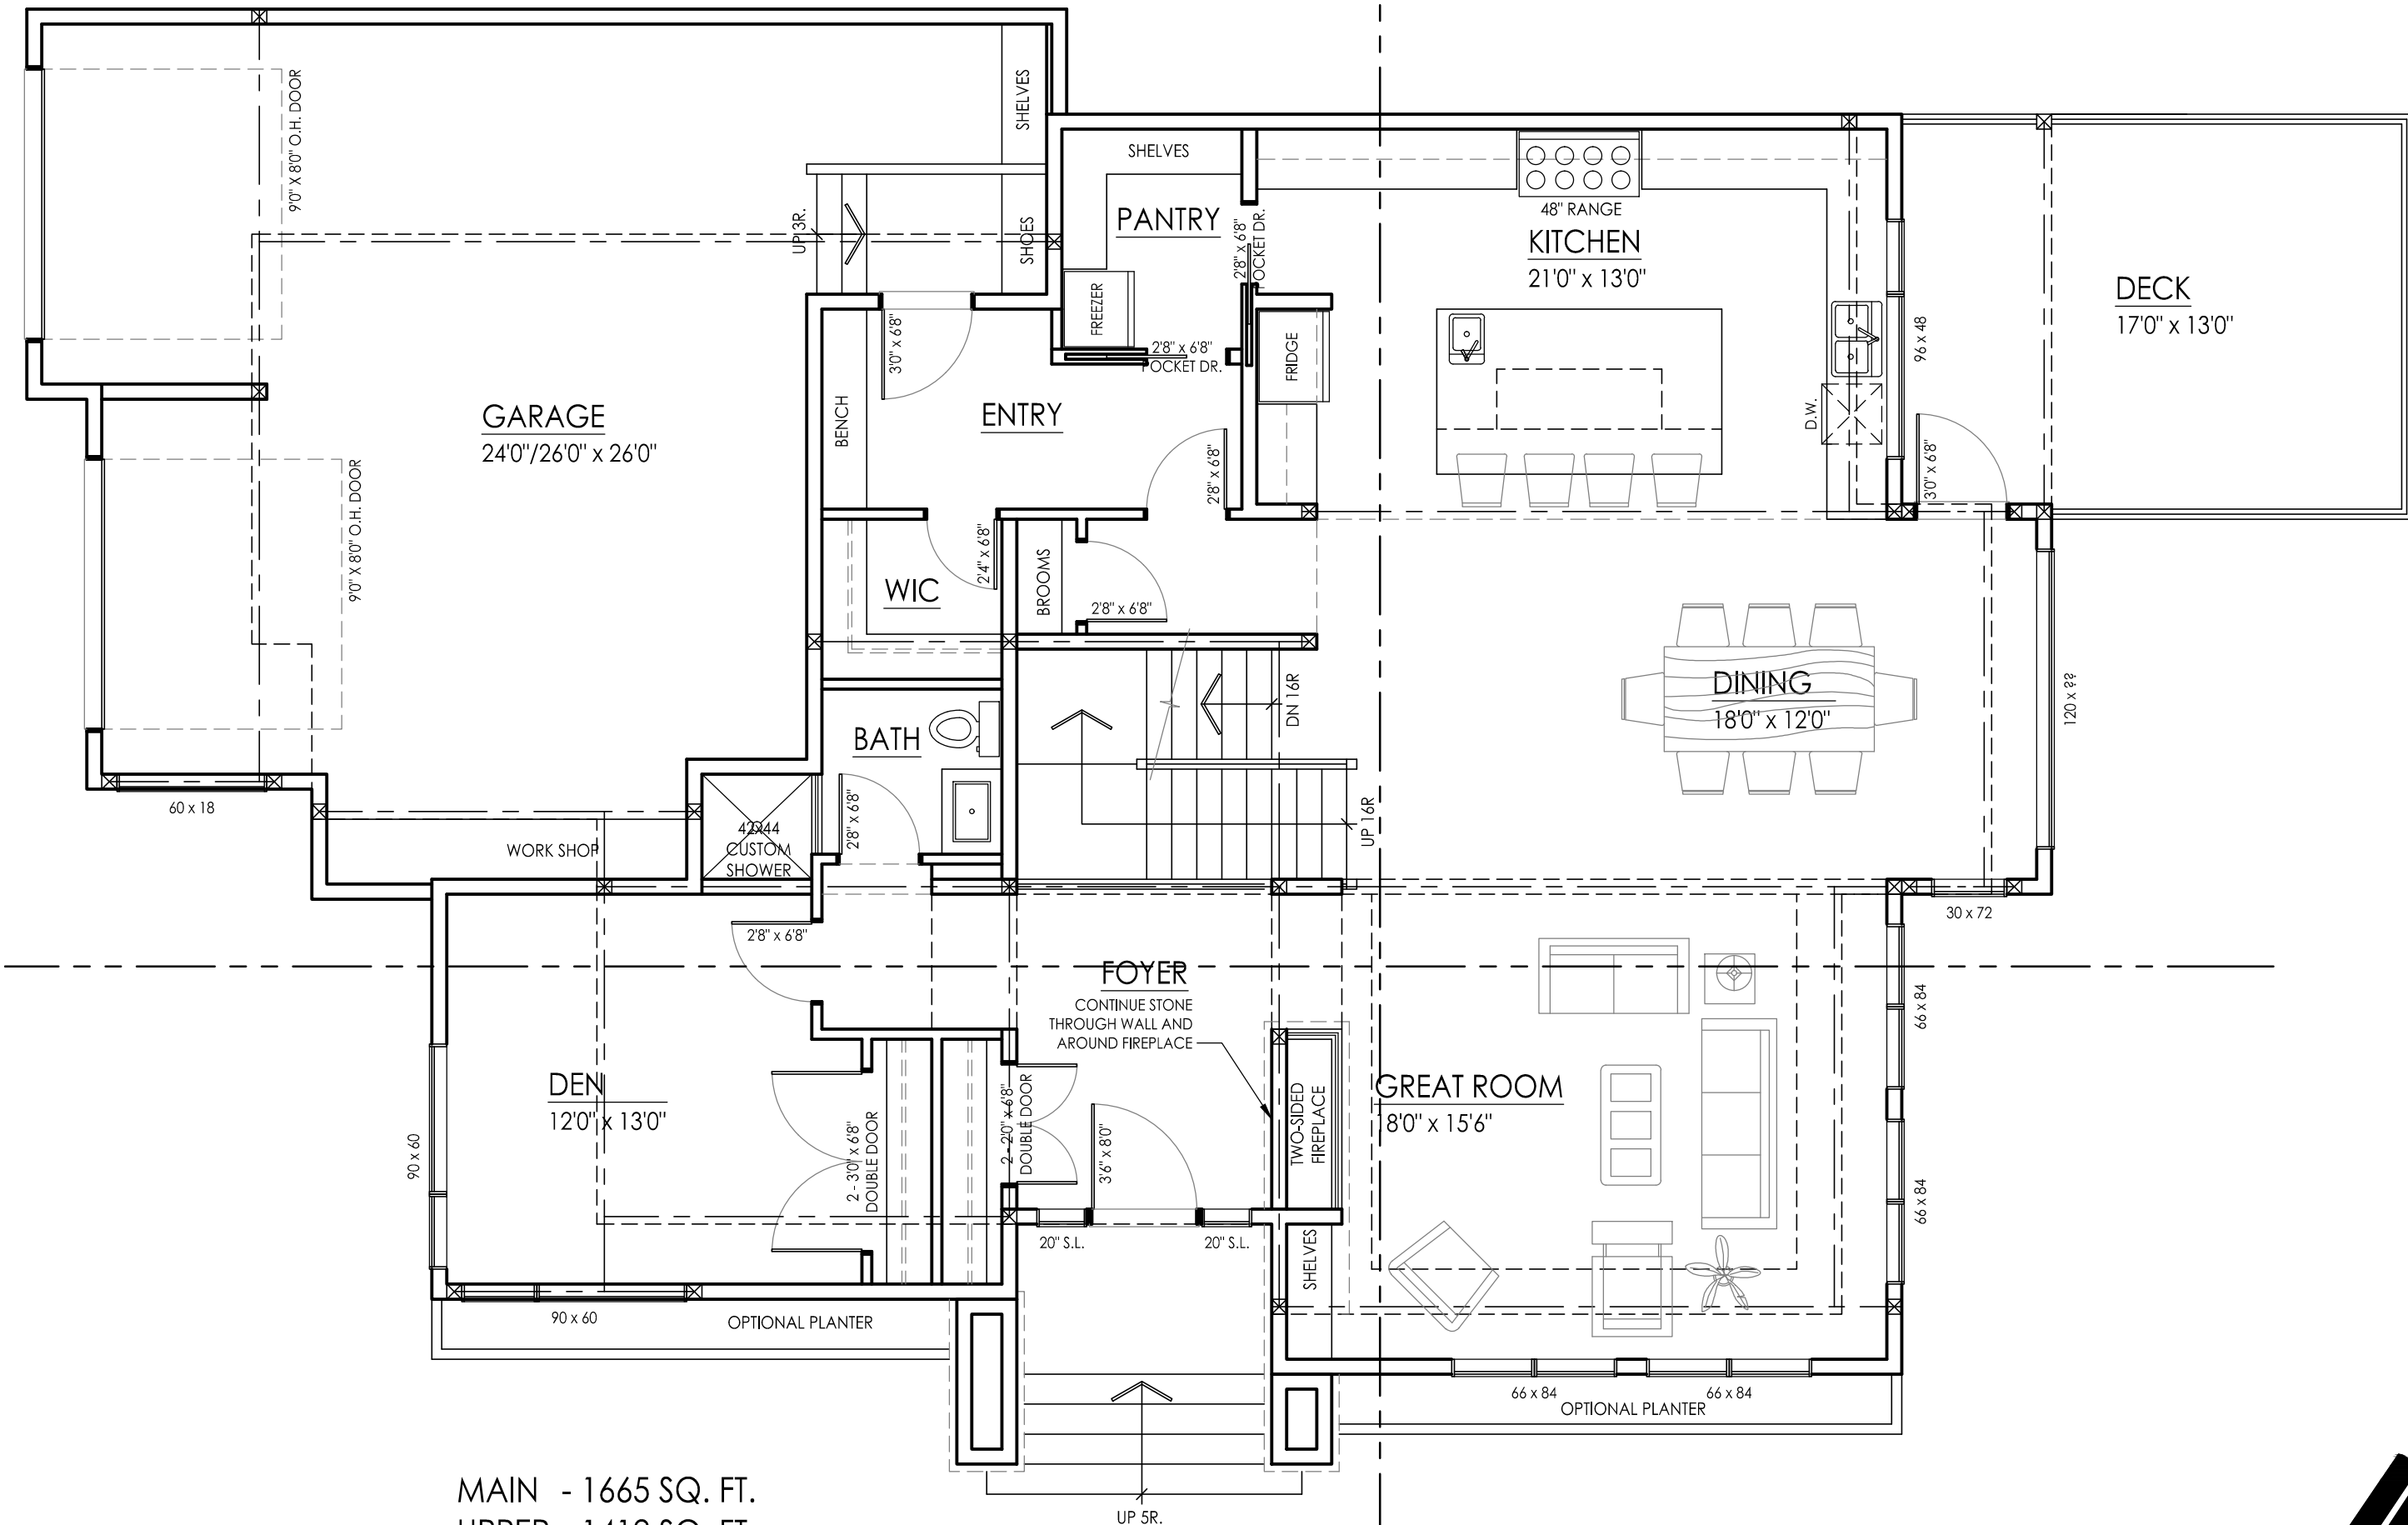 9'0" X 8'0" O.H. DOOR
SHELVES
SHELVES
PANTRY
2'8" x 6'8"
POCKET DR.
48" RANGE
KITCHEN
21'0" x 13'0"
DECK
17'0" x 13'0"
UP 3R.
SHOES
FREEZER
3'0" x 6'8"
2'8" x 6'8"
POCKET DR.
FRIDGE
96 x 48
GARAGE
24'0"/26'0" x 26'0"
BENCH
ENTRY
D.W.
9'0" X 8'0" O.H. DOOR
2'8" x 6'8"
3'0" x 6'8"
2'4" x 6'8"
WIC
BROOMS
2'8" x 6'8"
DINING
18'0" x 12'0"
120 x ??
DN 16R
BATH
60 x 18
2'8" x 6'8"
UP 16R
WORK SHOP
42x44
CUSTOM
SHOWER
30 x 72
2'8" x 6'8"
FOYER
CONTINUE STONE
THROUGH WALL AND
AROUND FIREPLACE
66 x 84
DEN
12'0" x 13'0"
2 - 3'0" x 6'8"
DOUBLE DOOR
2 - 2'0" x 6'8"
DOUBLE DOOR
3'6" x 8'0"
TWO-SIDED
FIREPLACE
GREAT ROOM
18'0" x 15'6"
90 x 60
66 x 84
20" S.L.
20" S.L.
SHELVES
90 x 60
OPTIONAL PLANTER
66 x 84
66 x 84
OPTIONAL PLANTER
MAIN - 1665 SQ. FT.
UP 5R.